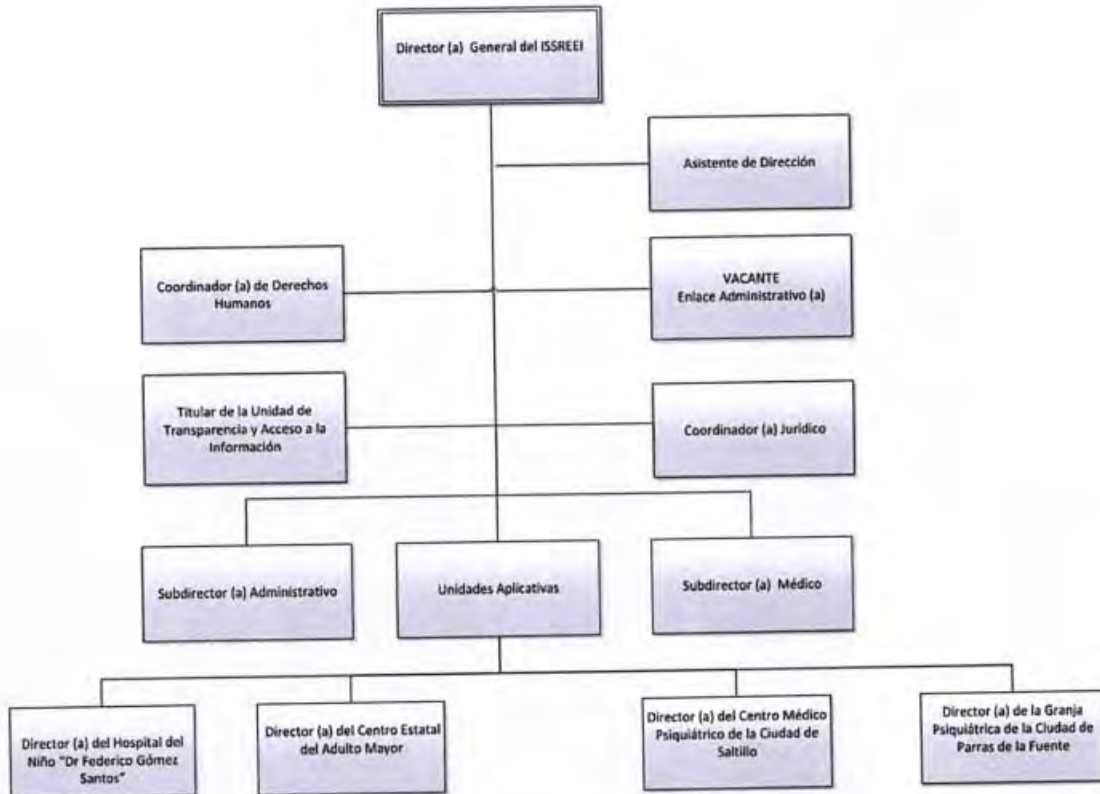 Director (a) General del ISSREEI
Asistente de Dirección
Coordinador (a) de Derechos
Humanos
VACANTE
Enlace Administrativo (a)
Titular de la Unidad de
Transparencia y Acceso a la
Información
Coordinador (a) Jurídico
Subdirector (a) Administrativo
Unidades Aplicativas
Subdirector (a) Médico
Director (a) del Hospital del
Niño "Dr Federico Gómez
Santos"
Director (a) del Centro Estatal
del Adulto Mayor
Director (a) del Centro Médico
Psiquiátrico de la Ciudad de
Saltillo
Director (a) de la Granja
Psiquiátrica de la Ciudad de
Parras de la Fuente